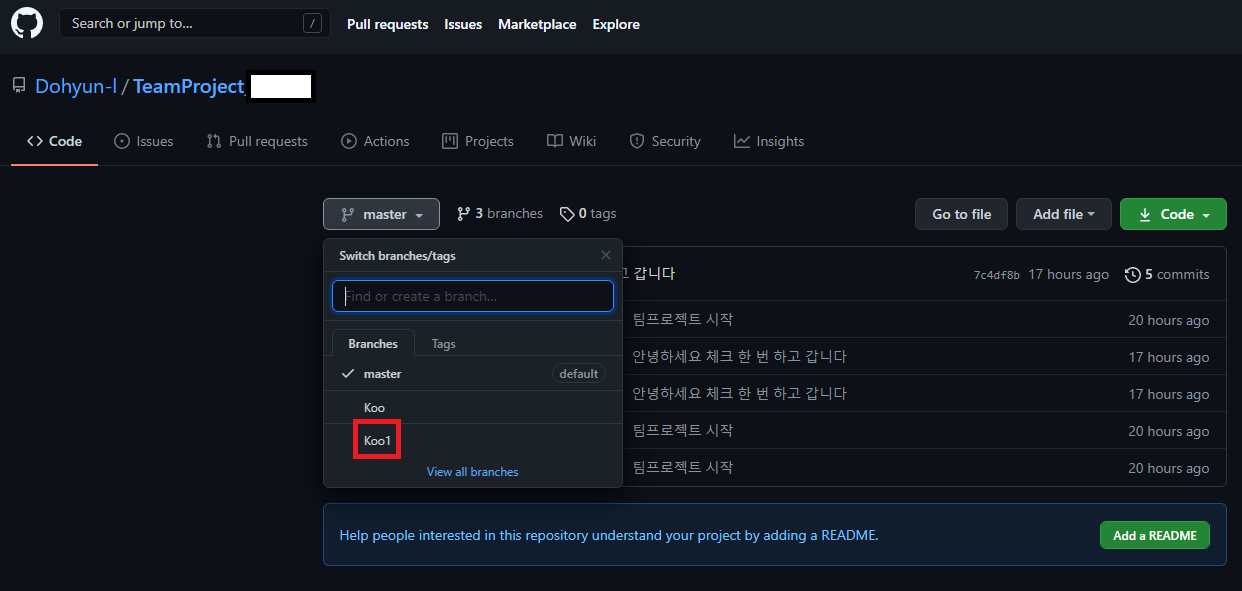 Search or jump to... /
Pull requests Issues Marketplace Explore
Dohyun-l / TeamProject_
Code Issues Pull requests Actions Projects Wiki Security Insights
master 3 branches 0 tags Go to file Add file Code
Switch branches/tags
고 갑니다 7c4df8b 17 hours ago 5 commits
Find or create a branch...
팀프로젝트 시작 20 hours ago
Branches Tags
안녕하세요 체크 한 번 하고 갑니다 17 hours ago
master default
안녕하세요 체크 한 번 하고 갑니다 17 hours ago
Koo
팀프로젝트 시작 20 hours ago
Koo1
팀프로젝트 시작 20 hours ago
View all branches
Help people interested in this repository understand your project by adding a README.
Add a README